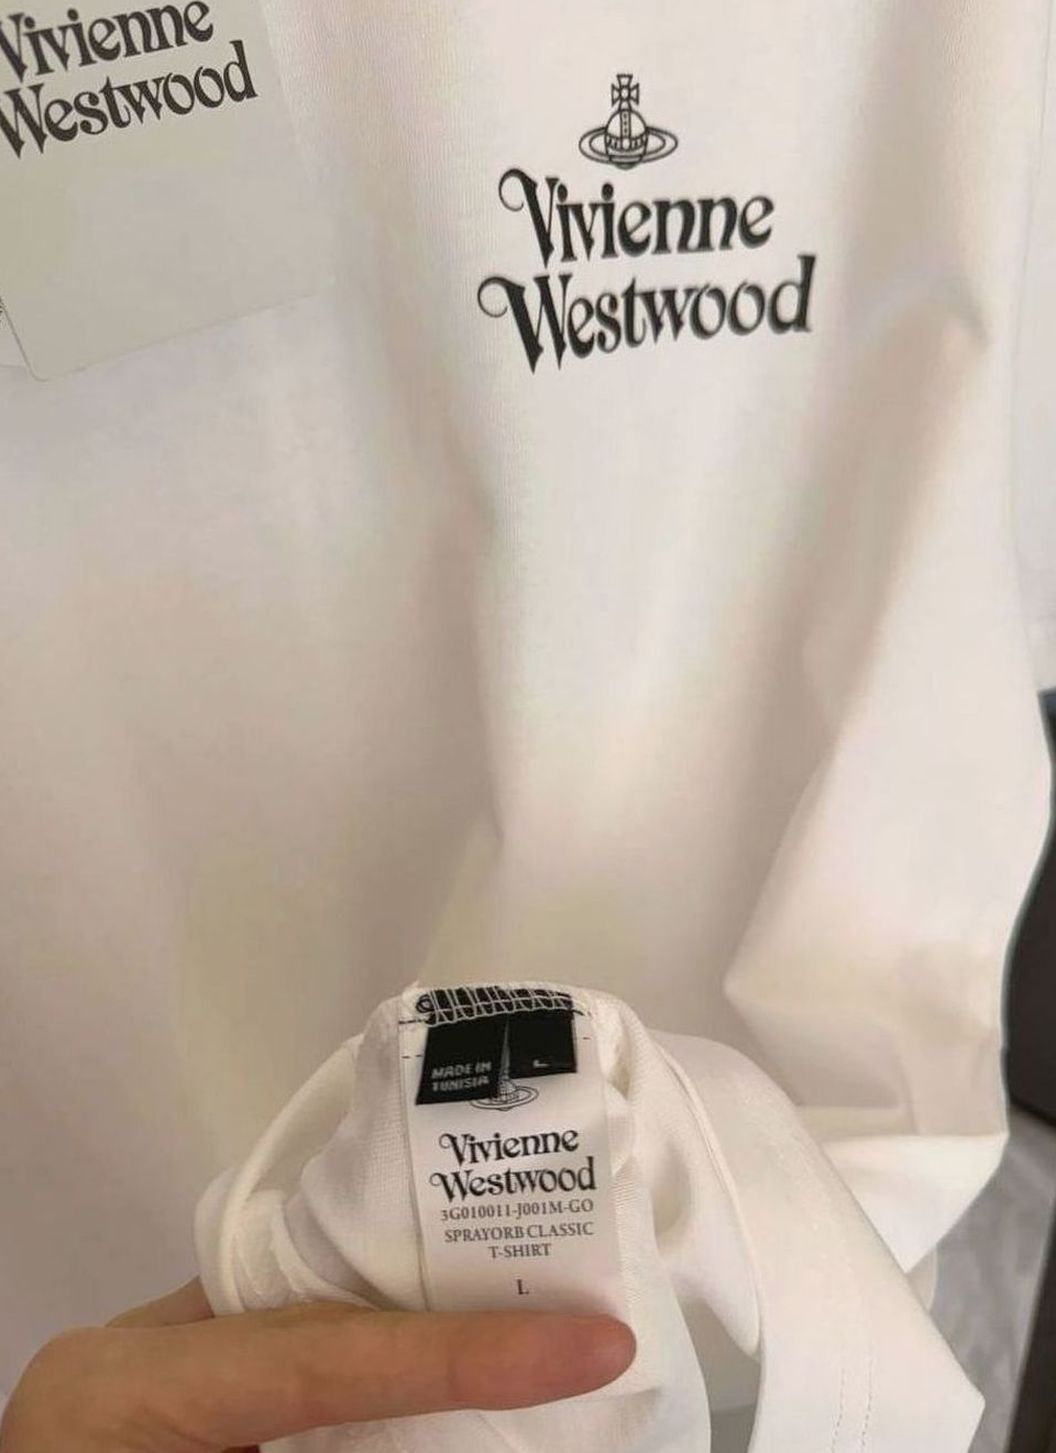 Vivienne
Westwood
Vivienne
Westwood
MADE IN
TUNISIA
L
Vivienne
Westwood
3G010011-J001M-GO
SPRAYORB CLASSIC
T-SHIRT
L